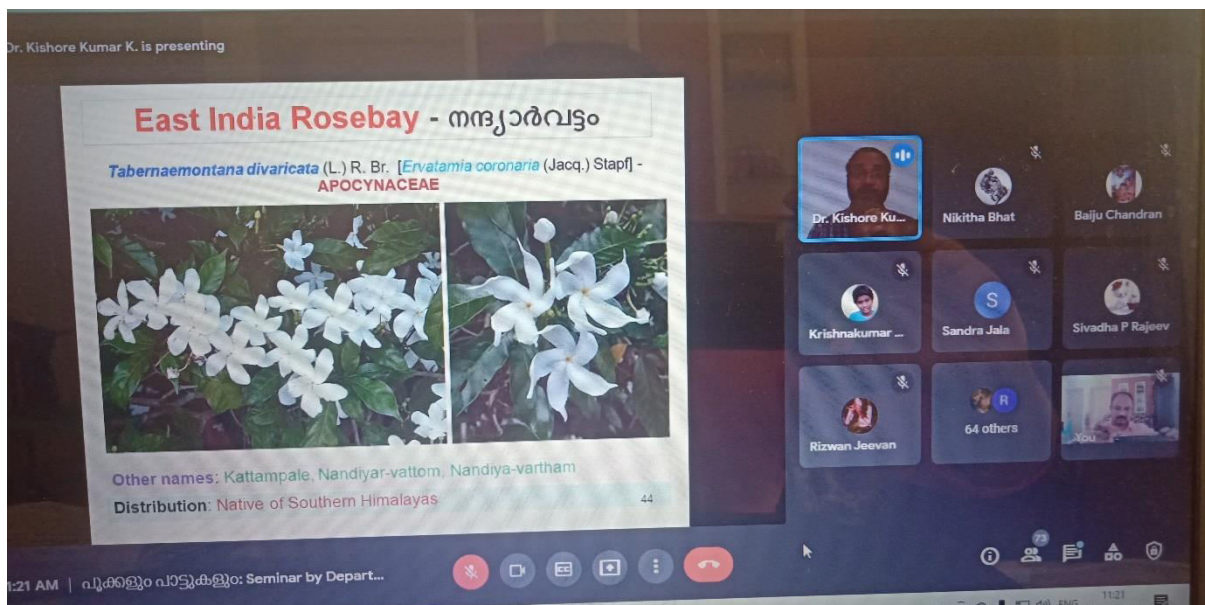 Dr. Kishore Kumar K. is presenting
East India Rosebay - നന്ദ്യാർവട്ടം
Tabernaemontana divaricata (L.) R. Br. [Ervatamia coronaria (Jacq.) Stapf] -
APOCYNACEAE
Other names: Kattampale, Nandiyar-vattom, Nandiya-vartham
Distribution: Native of Southern Himalayas
44
Dr. Kishore Ku...
Nikitha Bhat
Baiju Chandran
Krishnakumar ...
S
Sandra Jala
Sivadha P Rajeev
Rizwan Jeevan
R
64 others
You
1:21 AM | പൂക്കളും പാട്ടുകളും: Seminar by Depart...
CC
73
ENG
11:21